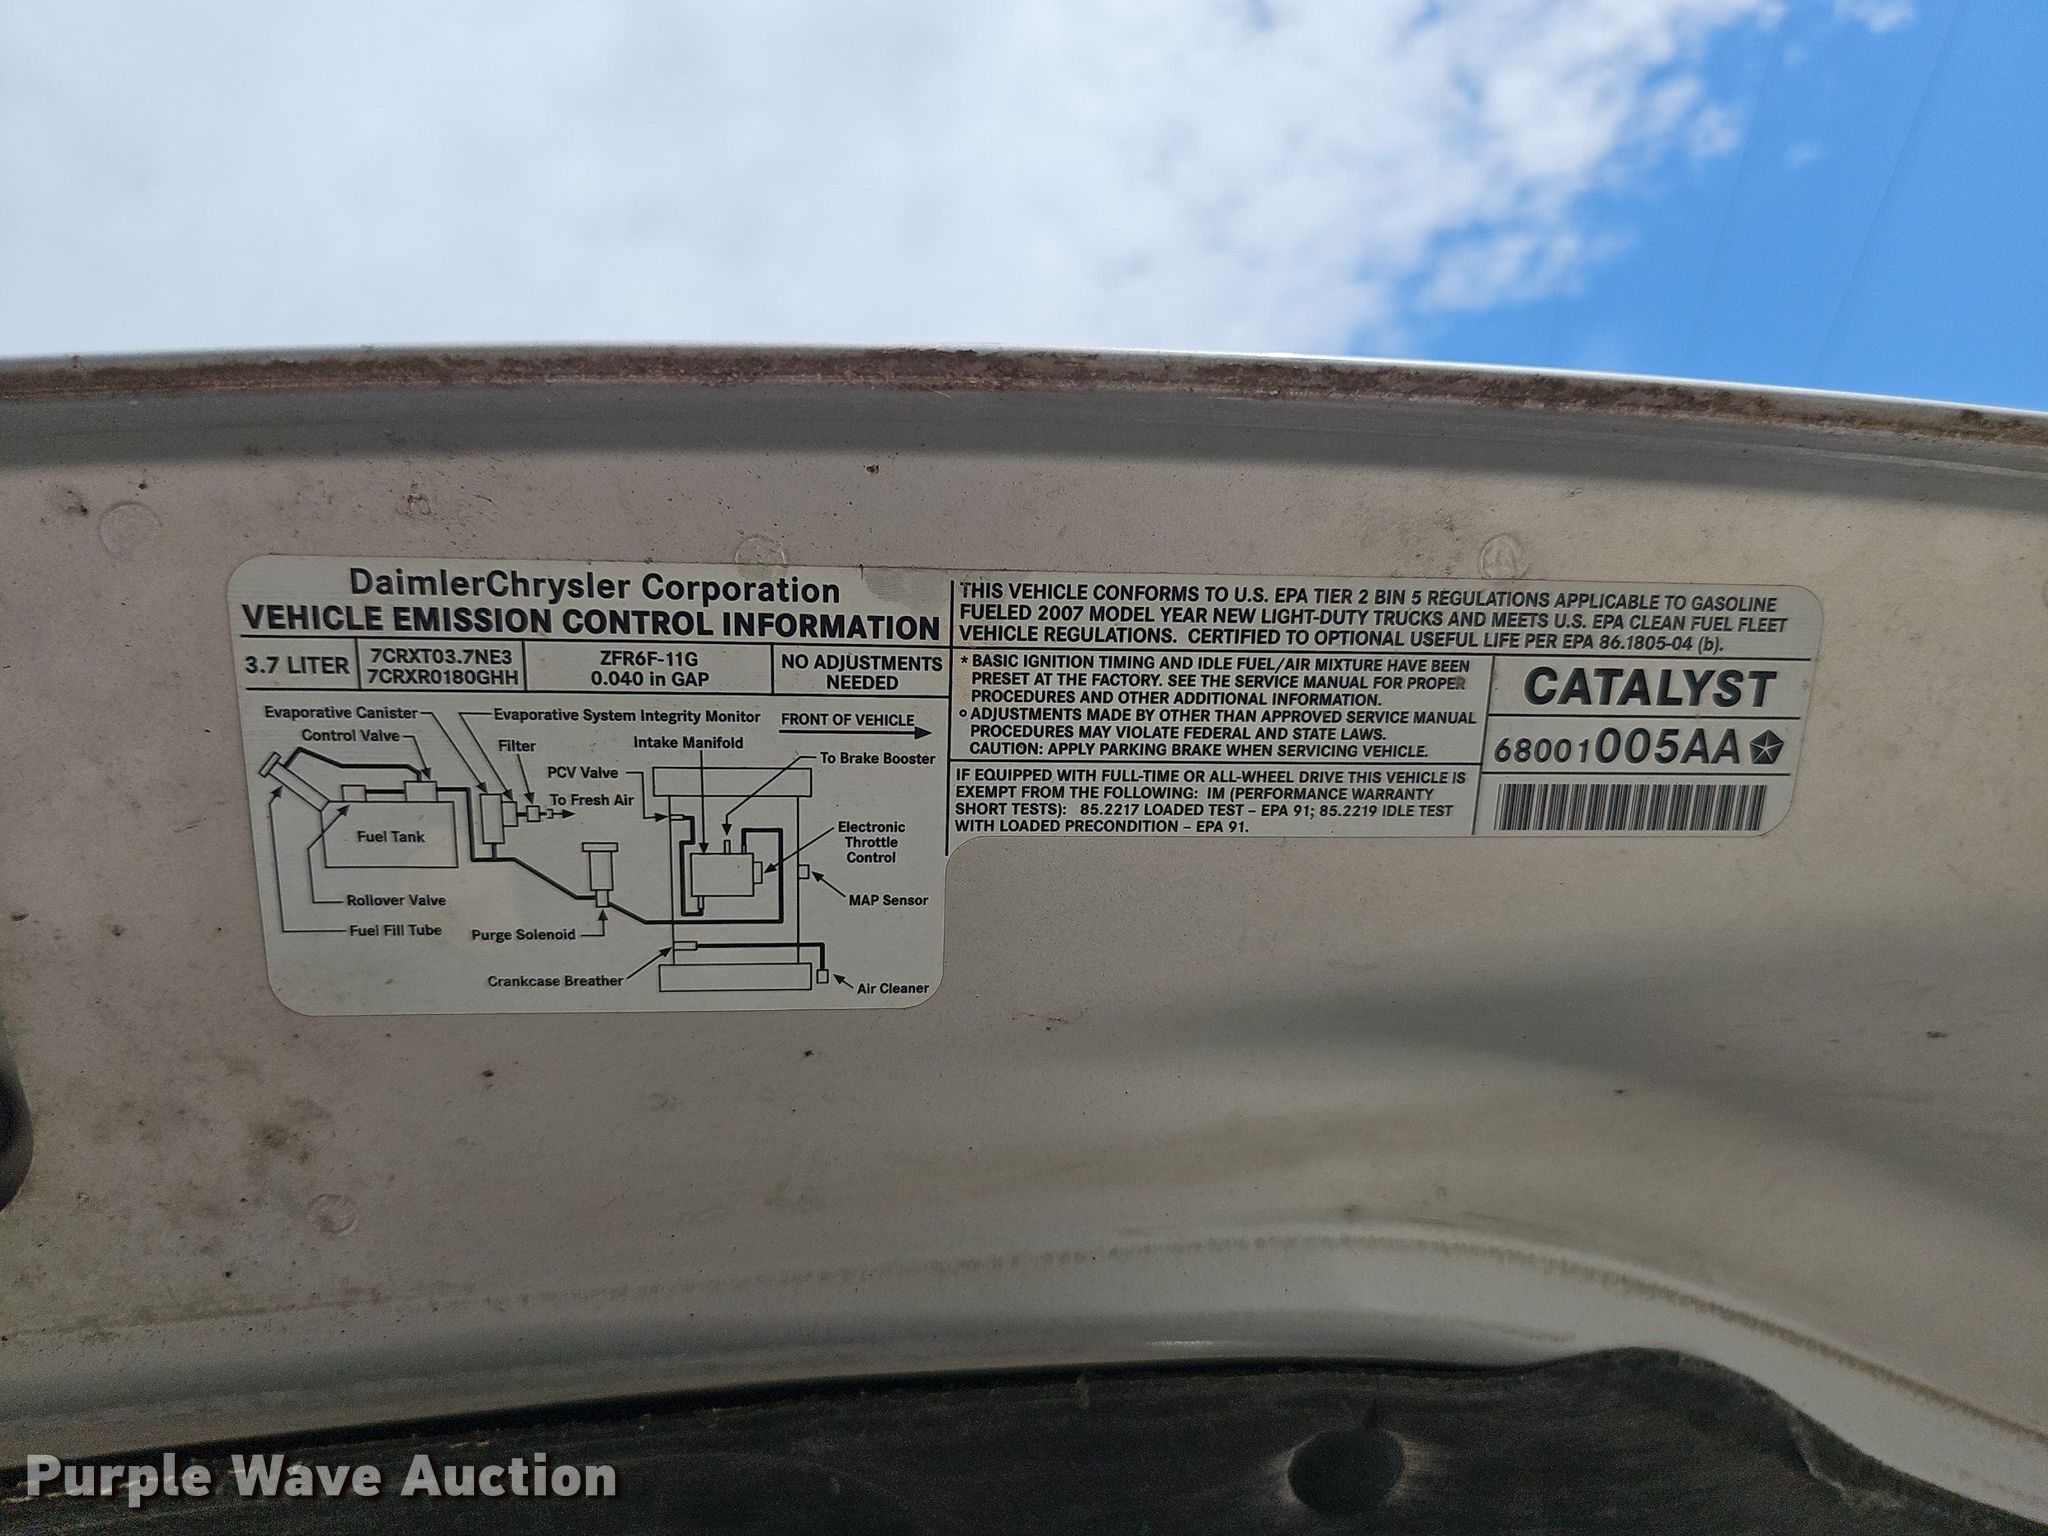 DaimlerChrysler Corporation
VEHICLE EMISSION CONTROL INFORMATION
3.7 LITER
7CRXT03.7NE3
7CRXR0180GHH
ZFR6F-11G
0.040 in GAP
NO ADJUSTMENTS
NEEDED
Evaporative Canister
Control Valve
Evaporative System Integrity Monitor
Filter
Intake Manifold
FRONT OF VEHICLE
To Brake Booster
PCV Valve
To Fresh Air
Fuel Tank
Electronic
Throttle
Control
Rollover Valve
MAP Sensor
Fuel Fill Tube
Purge Solenoid
Crankcase Breather
Air Cleaner
THIS VEHICLE CONFORMS TO U.S. EPA TIER 2 BIN 5 REGULATIONS APPLICABLE TO GASOLINE
FUELED 2007 MODEL YEAR NEW LIGHT-DUTY TRUCKS AND MEETS U.S. EPA CLEAN FUEL FLEET
VEHICLE REGULATIONS. CERTIFIED TO OPTIONAL USEFUL LIFE PER EPA 86.1805-04 (b).
* BASIC IGNITION TIMING AND IDLE FUEL/AIR MIXTURE HAVE BEEN
PRESET AT THE FACTORY. SEE THE SERVICE MANUAL FOR PROPER
PROCEDURES AND OTHER ADDITIONAL INFORMATION.
° ADJUSTMENTS MADE BY OTHER THAN APPROVED SERVICE MANUAL
PROCEDURES MAY VIOLATE FEDERAL AND STATE LAWS.
CAUTION: APPLY PARKING BRAKE WHEN SERVICING VEHICLE.
IF EQUIPPED WITH FULL-TIME OR ALL-WHEEL DRIVE THIS VEHICLE IS
EXEMPT FROM THE FOLLOWING: IM (PERFORMANCE WARRANTY
SHORT TESTS): 85.2217 LOADED TEST – EPA 91; 85.2219 IDLE TEST
WITH LOADED PRECONDITION – EPA 91.
CATALYST
68001005AA
Purple Wave Auction